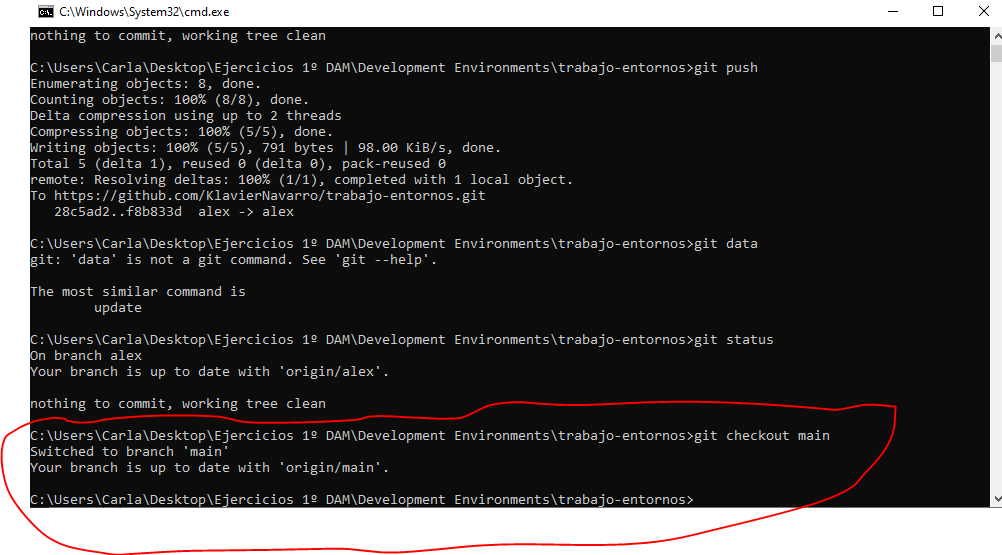 C:\Windows\System32\cmd.exe
nothing to commit, working tree clean
C:\Users\Carla\Desktop\Ejercicios 1º DAM\Development Environments\trabajo-entornos>git push
Enumerating objects: 8, done.
Counting objects: 100% (8/8), done.
Delta compression using up to 2 threads
Compressing objects: 100% (5/5), done.
Writing objects: 100% (5/5), 791 bytes | 98.00 KiB/s, done.
Total 5 (delta 1), reused 0 (delta 0), pack-reused 0
remote: Resolving deltas: 100% (1/1), completed with 1 local object.
To https://github.com/KlavierNavarro/trabajo-entornos.git
   28c5ad2..f8b833d  alex -> alex
C:\Users\Carla\Desktop\Ejercicios 1º DAM\Development Environments\trabajo-entornos>git data
git: 'data' is not a git command. See 'git --help'.
The most similar command is
        update
C:\Users\Carla\Desktop\Ejercicios 1º DAM\Development Environments\trabajo-entornos>git status
On branch alex
Your branch is up to date with 'origin/alex'.
nothing to commit, working tree clean
C:\Users\Carla\Desktop\Ejercicios 1º DAM\Development Environments\trabajo-entornos>git checkout main
Switched to branch 'main'
Your branch is up to date with 'origin/main'.
C:\Users\Carla\Desktop\Ejercicios 1º DAM\Development Environments\trabajo-entornos>